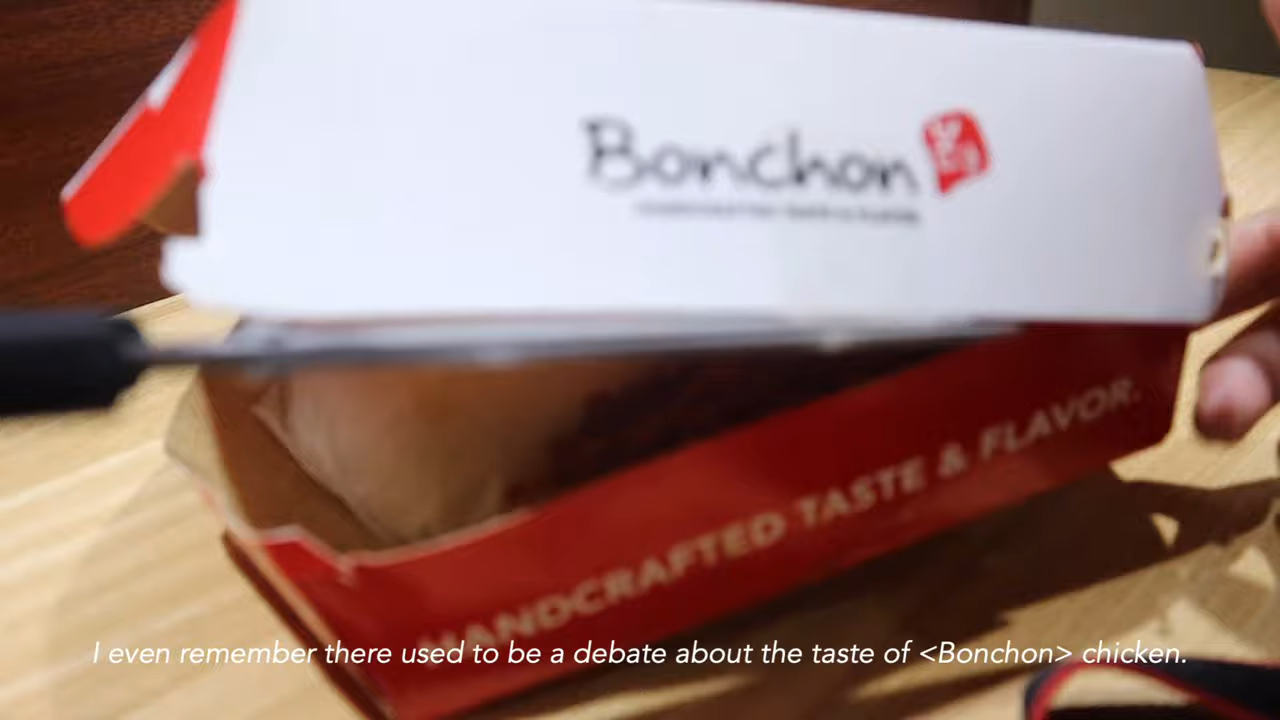 Bonchon
HANDCRAFTED TASTE & FLAVOR.
I even remember there used to be a debate about the taste of <Bonchon> chicken.